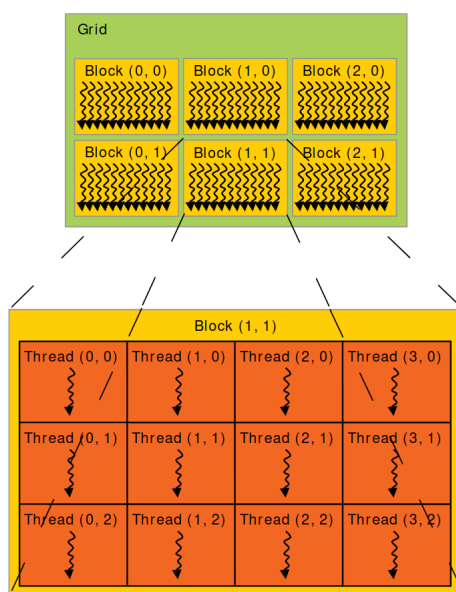 Grid
Block (0, 0) Block (1, 0) Block (2, 0)
Block (0, 1) Block (1, 1) Block (2, 1)
Block (1, 1)
Thread (0, 0) Thread (1, 0) Thread (2, 0) Thread (3, 0)
Thread (0, 1) Thread (1, 1) Thread (2, 1) Thread (3, 1)
Thread (0, 2) Thread (1, 2) Thread (2, 2) Thread (3, 2)